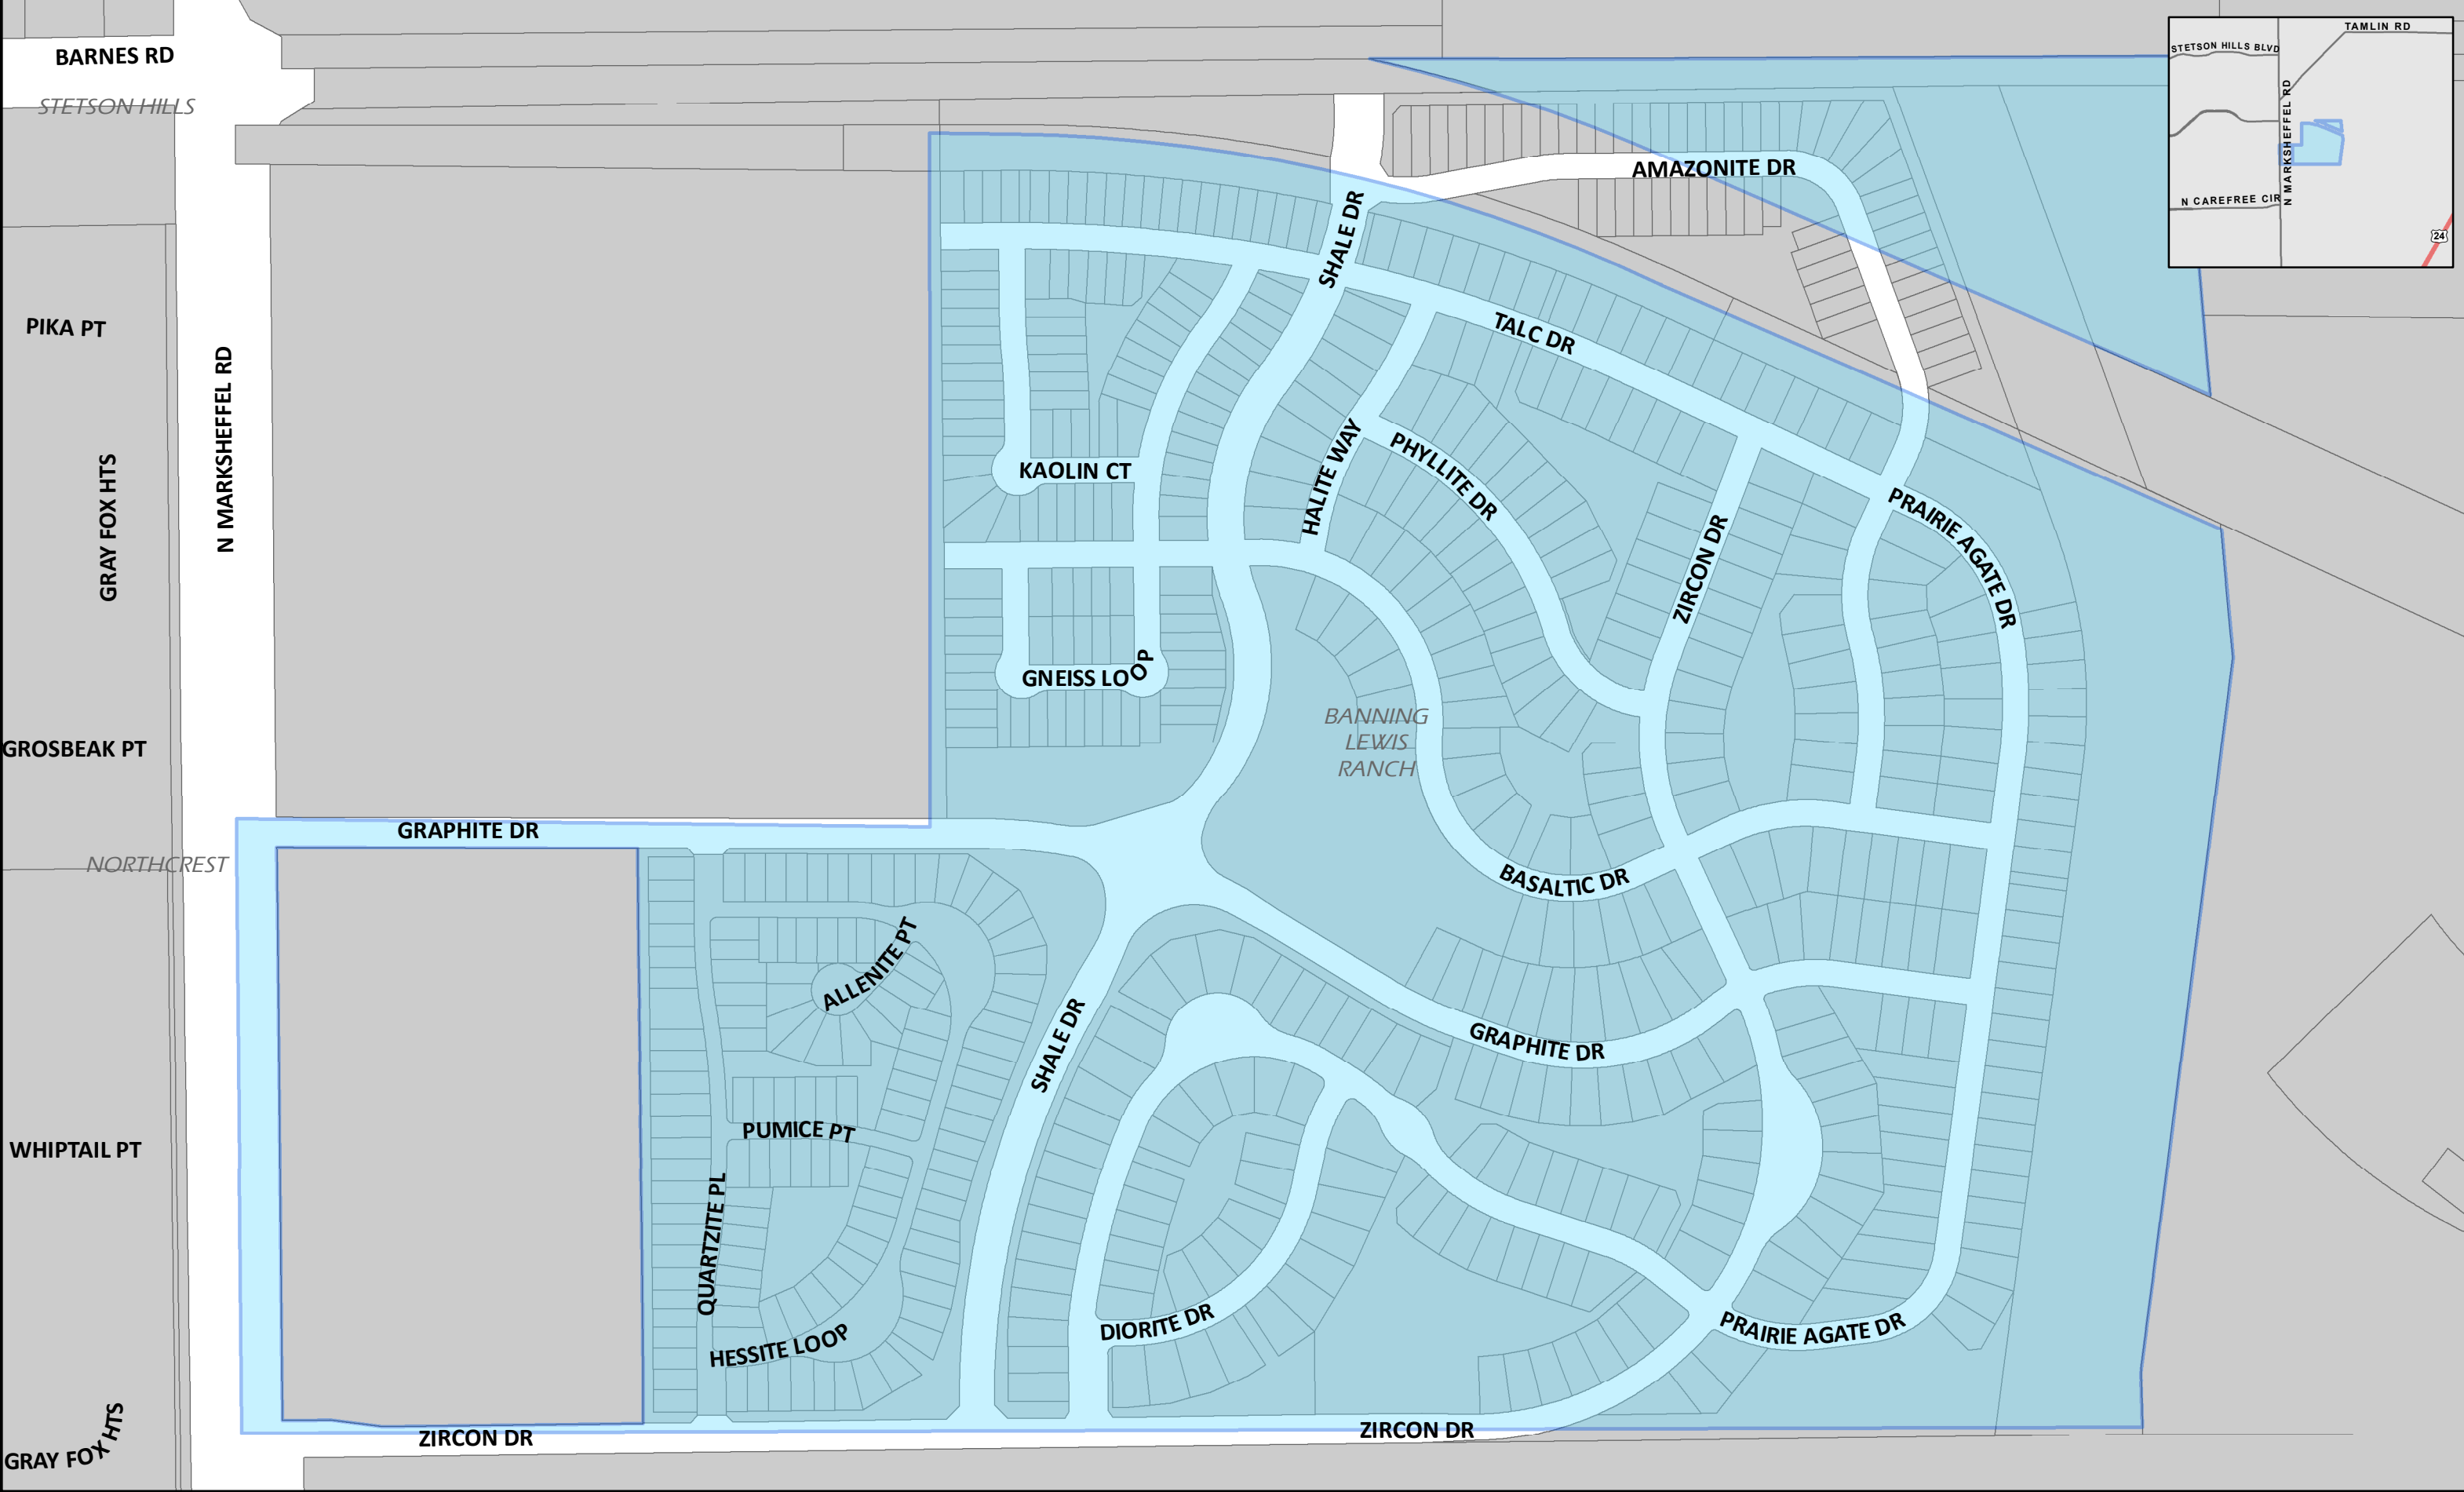 BARNES RD
STETSON HILLS
TAMLIN RD
STETSON HILLS BLVD
N MARKSHEFFEL RD
N CAREFREE CIR
24
AMAZONITE DR
SHALE DR
PIKA PT
TALC DR
N MARKSHEFFEL RD
GRAY FOX HTS
KAOLIN CT
HALITE WAY
PHYLLITE DR
ZIRCON DR
PRAIRIE AGATE DR
GNEISS LOOP
BANNING
LEWIS
RANCH
GROSBEAK PT
GRAPHITE DR
NORTHCREST
BASALTIC DR
ALLENITE PT
SHALE DR
GRAPHITE DR
PUMICE PT
WHIPTAIL PT
QUARTZITE PL
DIORITE DR
PRAIRIE AGATE DR
HESSITE LOOP
GRAY FOX HTS
ZIRCON DR
ZIRCON DR